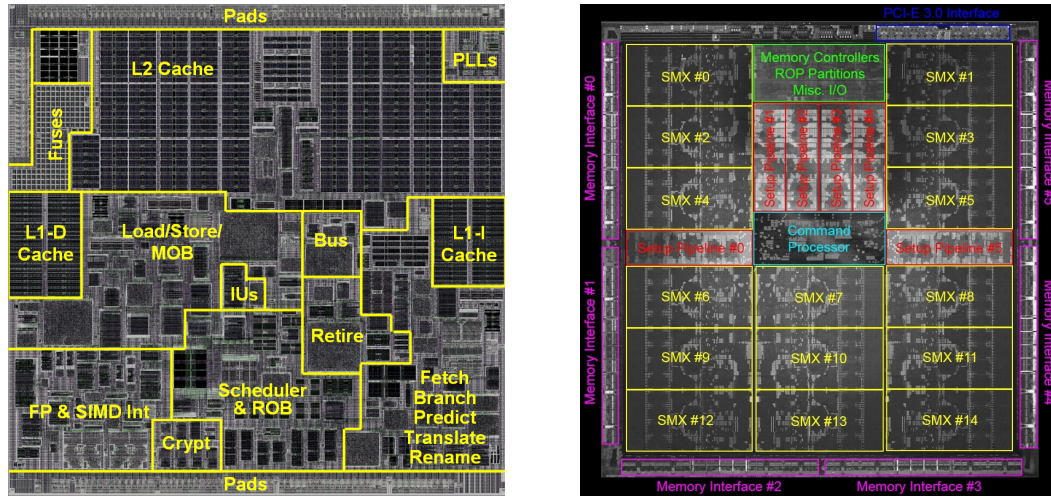 Pads
L2 Cache
PLLs
Fuses
L1-D
Cache
Load/Store/
MOB
Bus
L1-I
Cache
IUs
Retire
FP & SIMD Int
Scheduler
& ROB
Crypt
Fetch
Branch
Predict
Translate
Rename
Pads
PCI-E 3.0 Interface
Memory Interface #0
SMX #0
Memory Controllers
ROP Partitions
Misc. I/O
SMX #1
Memory Interface #5
SMX #2
Setup Pipeline #1
Setup Pipeline #2
Setup Pipeline #3
Setup Pipeline #4
SMX #3
SMX #4
SMX #5
Command
Processor
Setup Pipeline #0
Setup Pipeline #5
Memory Interface #1
SMX #6
SMX #7
SMX #8
Memory Interface #4
SMX #9
SMX #10
SMX #11
SMX #12
SMX #13
SMX #14
Memory Interface #2
Memory Interface #3